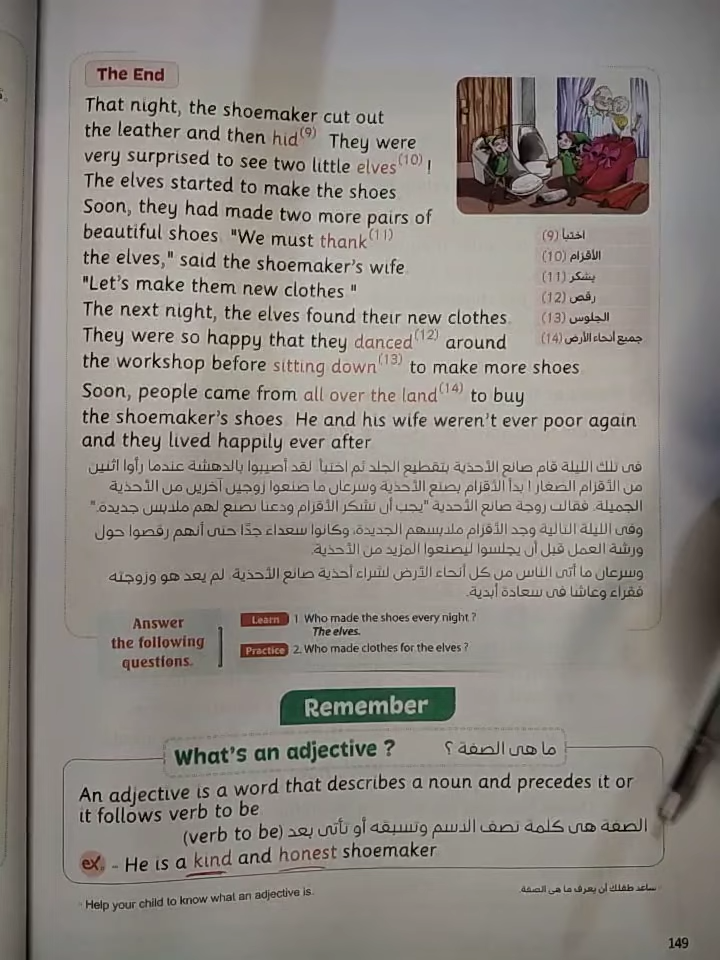 The End
That night, the shoemaker cut out
the leather and then hid(9) They were
very surprised to see two little elves(10) !
The elves started to make the shoes
Soon, they had made two more pairs of
beautiful shoes "We must thank(11)
the elves," said the shoemaker's wife
"Let's make them new clothes "
The next night, the elves found their new clothes
They were so happy that they danced(12) around
the workshop before sitting down(13) to make more shoes
Soon, people came from all over the land(14) to buy
the shoemaker's shoes He and his wife weren't ever poor again
and they lived happily ever after
(9) اختبأ
(10) الأقزام
(11) يشكر
(12) رقص
(13) الجلوس
(14) جميع أنحاء الأرض
فى تلك الليلة قام صانع الأحذية بتقطيع الجلد ثم اختبأ. لقد أصيبوا بالدهشة عندما رأوا اثنين
من الأقزام الصغار ! بدأ الأقزام بصنع الأحذية وسرعان ما صنعوا زوجين آخرين من الأحذية
الجميلة. فقالت زوجة صانع الأحذية "يجب أن نشكر الأقزام ودعنا نصنع لهم ملابس جديدة."
وفى الليلة التالية وجد الأقزام ملابسهم الجديدة، وكانوا سعداء جدًا حتى أنهم رقصوا حول
ورشة العمل قبل أن يجلسوا ليصنعوا المزيد من الأحذية.
وسرعان ما أتى الناس من كل أنحاء الأرض لشراء أحذية صانع الأحذية. لم يعد هو وزوجته
فقراء وعاشا فى سعادة أبدية.
Answer
the following
questions.
Learn 1 Who made the shoes every night ?
The elves.
Practice 2. Who made clothes for the elves ?
Remember
What's an adjective ? ما هى الصفة ؟
An adjective is a word that describes a noun and precedes it or
it follows verb to be
الصفة هى كلمة تصف الاسم وتسبقه أو تأتى بعد (verb to be)
ex. - He is a kind and honest shoemaker
Help your child to know what an adjective is.
ساعد طفلك أن يعرف ما هى الصفة.
149